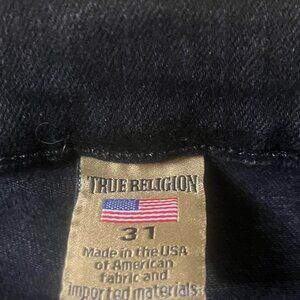 TRUE RELIGION
31
Made in the USA
of American
fabric and
imported materials